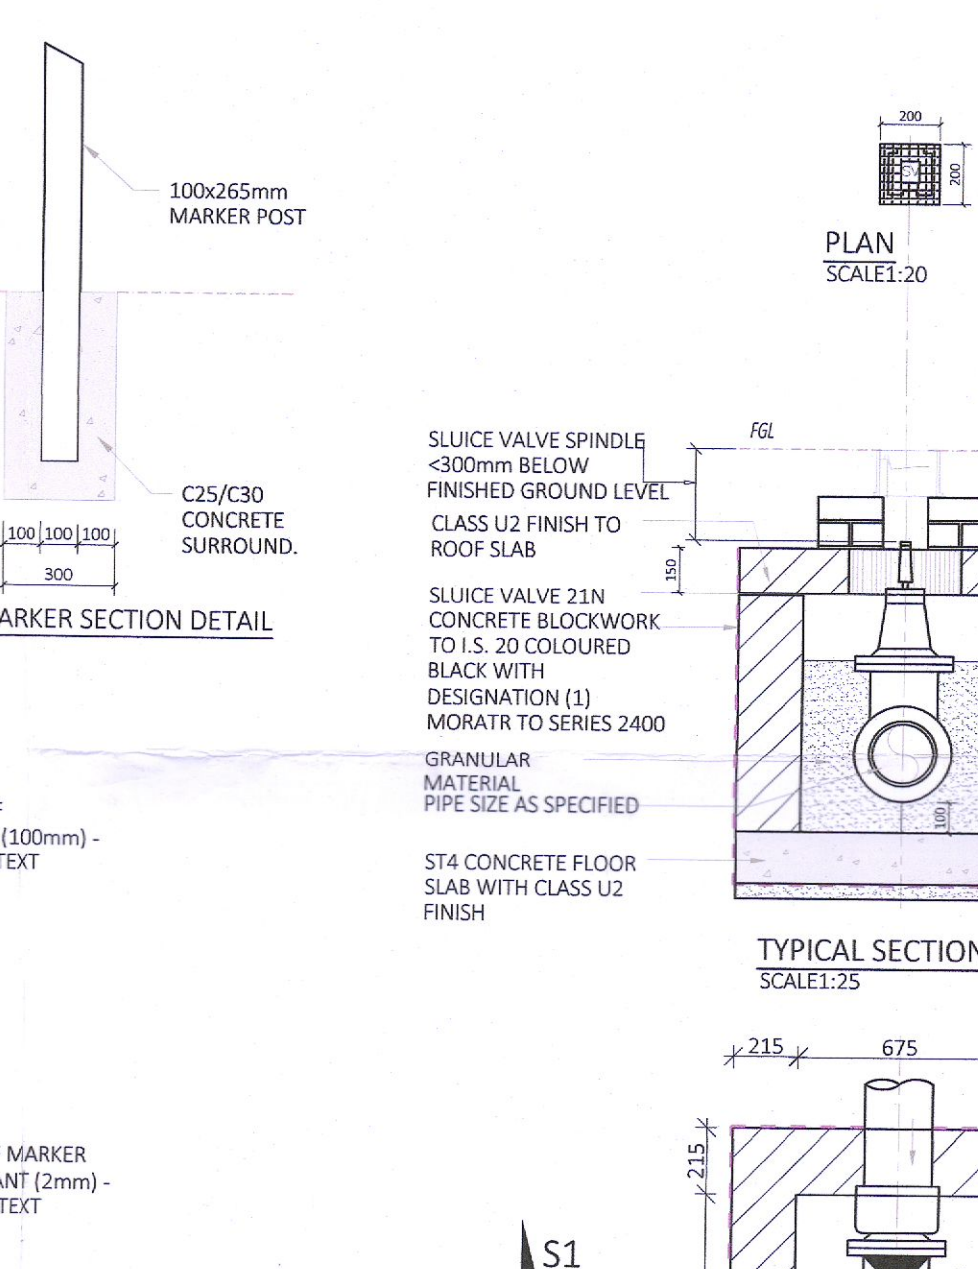 100x265mm
MARKER POST
C25/C30
CONCRETE
SURROUND.
100 100 100
300
ARKER SECTION DETAIL
(100mm) -
TEXT
MARKER
ANT (2mm) -
TEXT
200
SV
200
PLAN
SCALE1:20
SLUICE VALVE SPINDLE
<300mm BELOW
FINISHED GROUND LEVEL
FGL
CLASS U2 FINISH TO
ROOF SLAB
150
SLUICE VALVE 21N
CONCRETE BLOCKWORK
TO I.S. 20 COLOURED
BLACK WITH
DESIGNATION (1)
MORATR TO SERIES 2400
GRANULAR
MATERIAL
PIPE SIZE AS SPECIFIED
100
ST4 CONCRETE FLOOR
SLAB WITH CLASS U2
FINISH
TYPICAL SECTION
SCALE1:25
215 675
215
S1